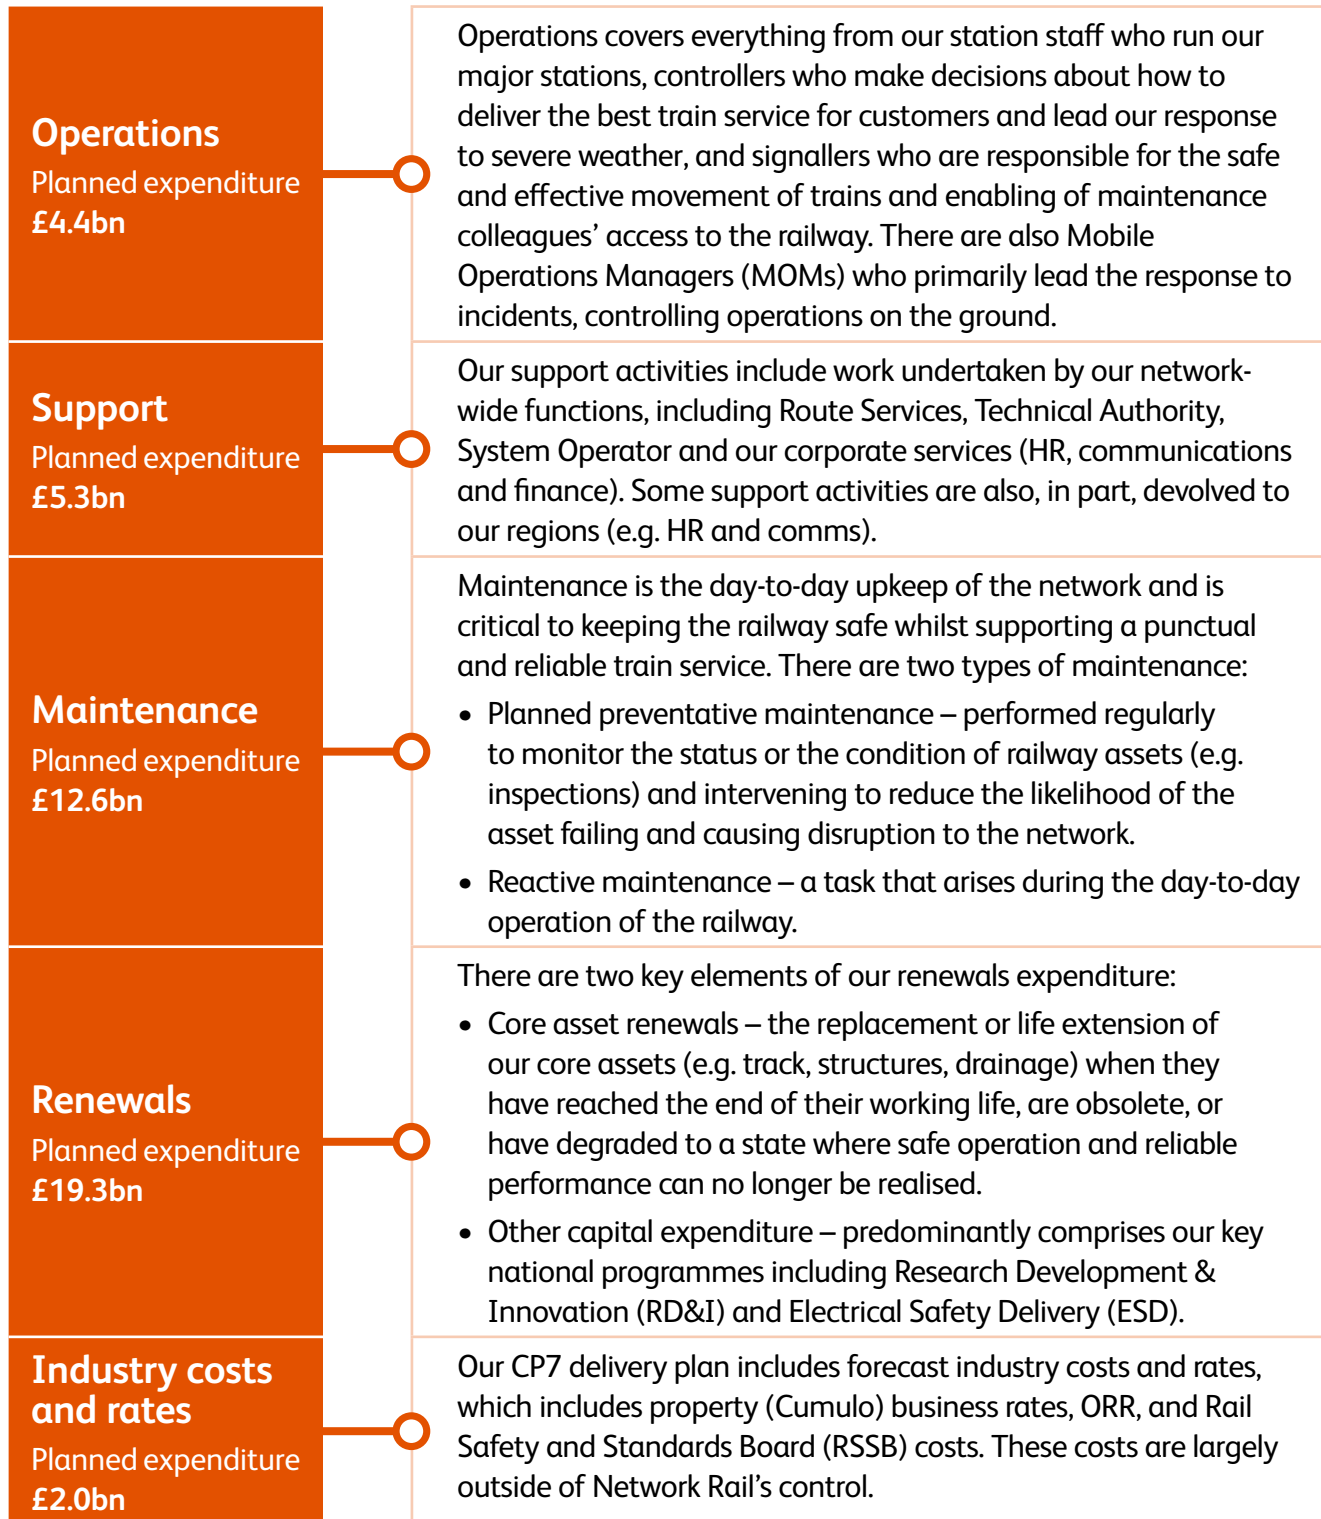 Operations
Planned expenditure
£4.4bn
Operations covers everything from our station staff who run our
major stations, controllers who make decisions about how to
deliver the best train service for customers and lead our response
to severe weather, and signallers who are responsible for the safe
and effective movement of trains and enabling of maintenance
colleagues’ access to the railway. There are also Mobile
Operations Managers (MOMs) who primarily lead the response to
incidents, controlling operations on the ground.
Support
Planned expenditure
£5.3bn
Our support activities include work undertaken by our network-
wide functions, including Route Services, Technical Authority,
System Operator and our corporate services (HR, communications
and finance). Some support activities are also, in part, devolved to
our regions (e.g. HR and comms).
Maintenance
Planned expenditure
£12.6bn
Maintenance is the day-to-day upkeep of the network and is
critical to keeping the railway safe whilst supporting a punctual
and reliable train service. There are two types of maintenance:
• Planned preventative maintenance – performed regularly
to monitor the status or the condition of railway assets (e.g.
inspections) and intervening to reduce the likelihood of the
asset failing and causing disruption to the network.
• Reactive maintenance – a task that arises during the day-to-day
operation of the railway.
Renewals
Planned expenditure
£19.3bn
There are two key elements of our renewals expenditure:
• Core asset renewals – the replacement or life extension of
our core assets (e.g. track, structures, drainage) when they
have reached the end of their working life, are obsolete, or
have degraded to a state where safe operation and reliable
performance can no longer be realised.
• Other capital expenditure – predominantly comprises our key
national programmes including Research Development &
Innovation (RD&I) and Electrical Safety Delivery (ESD).
Industry costs
and rates
Planned expenditure
£2.0bn
Our CP7 delivery plan includes forecast industry costs and rates,
which includes property (Cumulo) business rates, ORR, and Rail
Safety and Standards Board (RSSB) costs. These costs are largely
outside of Network Rail’s control.